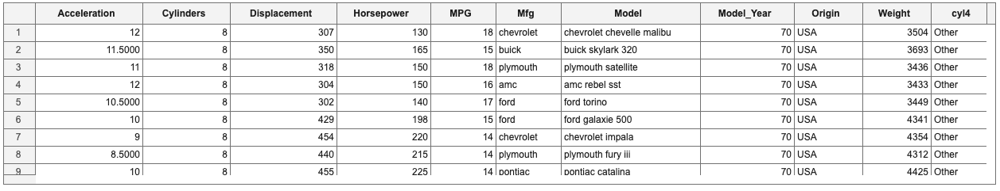 Acceleration Cylinders Displacement Horsepower MPG Mfg Model Model_Year Origin Weight cyl4
1 12 8 307 130 18 chevrolet chevrolet chevelle malibu 70 USA 3504 Other
2 11.5000 8 350 165 15 buick buick skylark 320 70 USA 3693 Other
3 11 8 318 150 18 plymouth plymouth satellite 70 USA 3436 Other
4 12 8 304 150 16 amc amc rebel sst 70 USA 3433 Other
5 10.5000 8 302 140 17 ford ford torino 70 USA 3449 Other
6 10 8 429 198 15 ford ford galaxie 500 70 USA 4341 Other
7 9 8 454 220 14 chevrolet chevrolet impala 70 USA 4354 Other
8 8.5000 8 440 215 14 plymouth plymouth fury iii 70 USA 4312 Other
9 10 8 455 225 14 pontiac pontiac catalina 70 USA 4425 Other